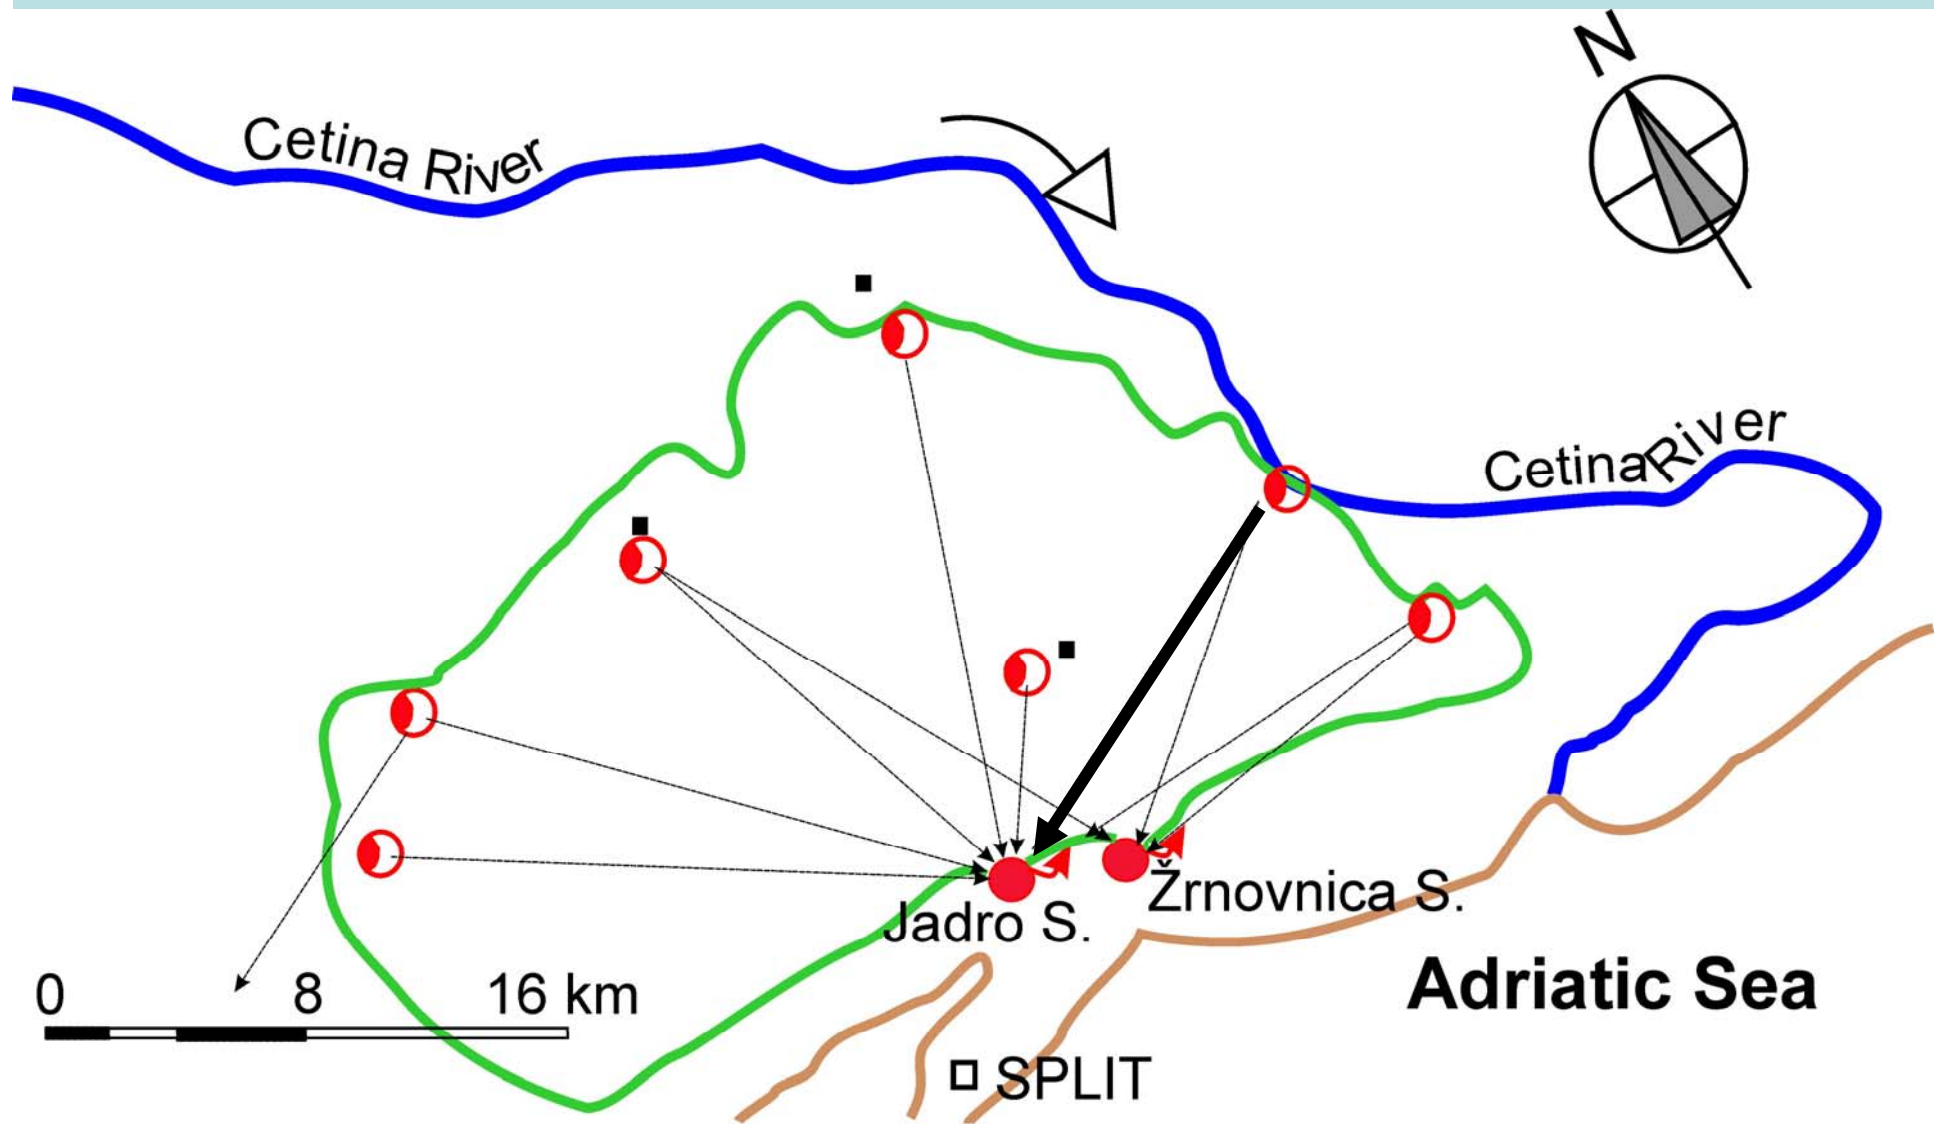 N
Cetina River
Cetina River
Jadro S.
Žrnovnica S.
Adriatic Sea
0 8 16 km
SPLIT